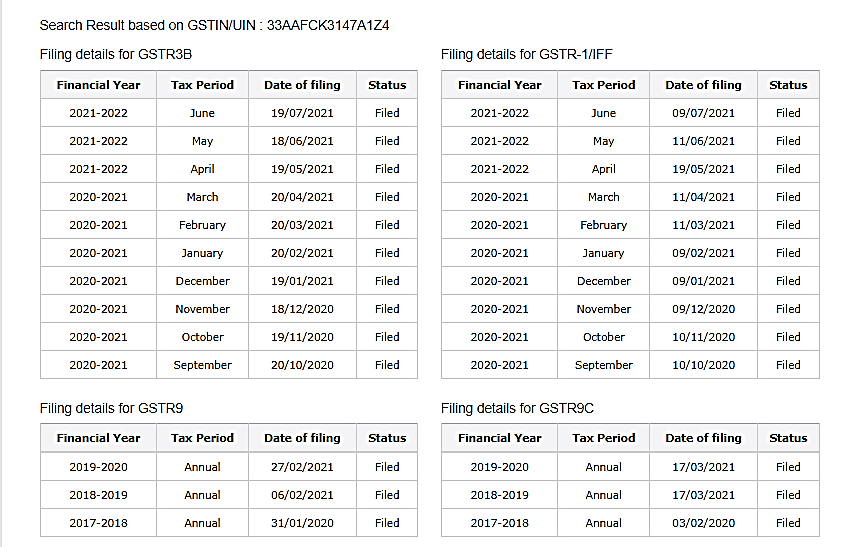 Search Result based on GSTIN/UIN : 33AAFCK3147A1Z4
Filing details for GSTR3B
Financial Year Tax Period Date of filing Status
2021-2022 June 19/07/2021 Filed
2021-2022 May 18/06/2021 Filed
2021-2022 April 19/05/2021 Filed
2020-2021 March 20/04/2021 Filed
2020-2021 February 20/03/2021 Filed
2020-2021 January 20/02/2021 Filed
2020-2021 December 19/01/2021 Filed
2020-2021 November 18/12/2020 Filed
2020-2021 October 19/11/2020 Filed
2020-2021 September 20/10/2020 Filed
Filing details for GSTR-1/IFF
Financial Year Tax Period Date of filing Status
2021-2022 June 09/07/2021 Filed
2021-2022 May 11/06/2021 Filed
2021-2022 April 19/05/2021 Filed
2020-2021 March 11/04/2021 Filed
2020-2021 February 11/03/2021 Filed
2020-2021 January 09/02/2021 Filed
2020-2021 December 09/01/2021 Filed
2020-2021 November 09/12/2020 Filed
2020-2021 October 10/11/2020 Filed
2020-2021 September 10/10/2020 Filed
Filing details for GSTR9
Financial Year Tax Period Date of filing Status
2019-2020 Annual 27/02/2021 Filed
2018-2019 Annual 06/02/2021 Filed
2017-2018 Annual 31/01/2020 Filed
Filing details for GSTR9C
Financial Year Tax Period Date of filing Status
2019-2020 Annual 17/03/2021 Filed
2018-2019 Annual 17/03/2021 Filed
2017-2018 Annual 03/02/2020 Filed